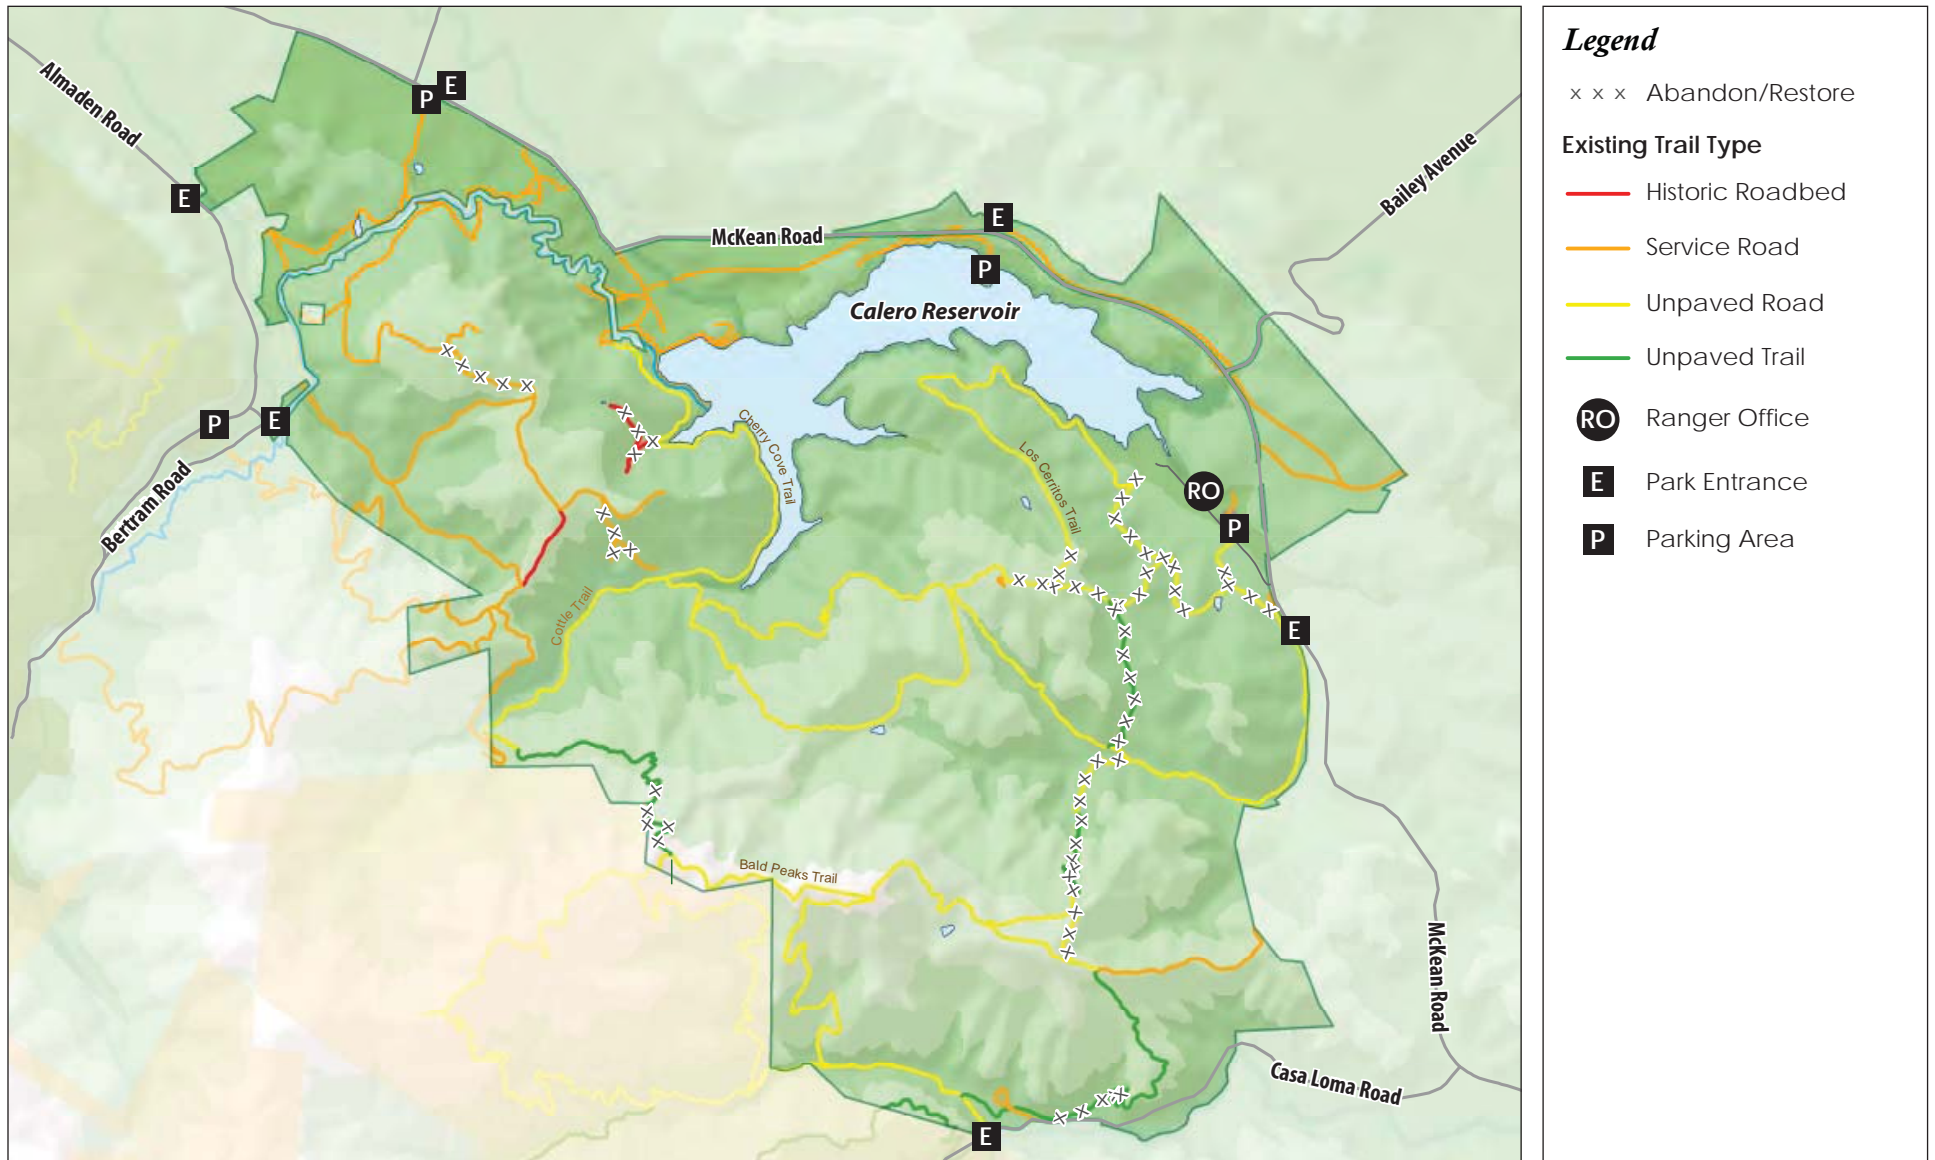 Almaden Road
E
P
E
McKean Road
E
P
Bailey Avenue
Calero Reservoir
P
E
Bertram Road
Cherry Cove Trail
Los Cerritos Trail
RO
P
Cottle Trail
E
Bald Peaks Trail
McKean Road
Casa Loma Road
E
Legend
x x x Abandon/Restore
Existing Trail Type
Historic Roadbed
Service Road
Unpaved Road
Unpaved Trail
RO Ranger Office
E Park Entrance
P Parking Area